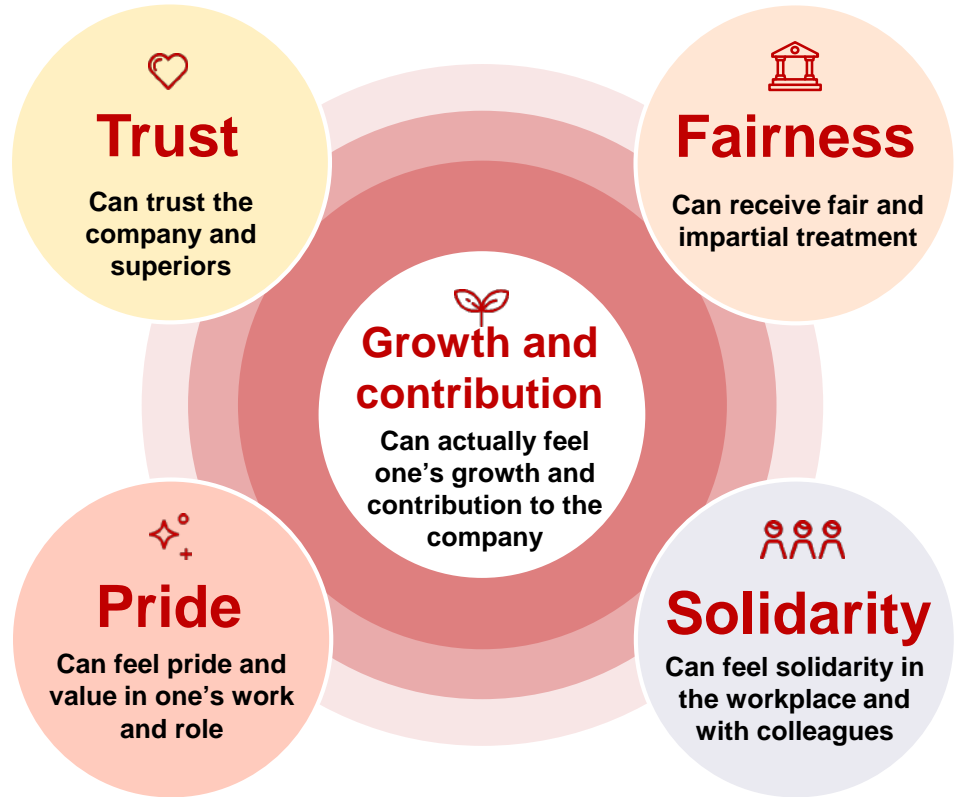 Trust
Can trust the
company and
superiors
Fairness
Can receive fair and
impartial treatment
Growth and
contribution
Can actually feel
one’s growth and
contribution to the
company
Pride
Can feel pride and
value in one’s work
and role
Solidarity
Can feel solidarity in
the workplace and
with colleagues